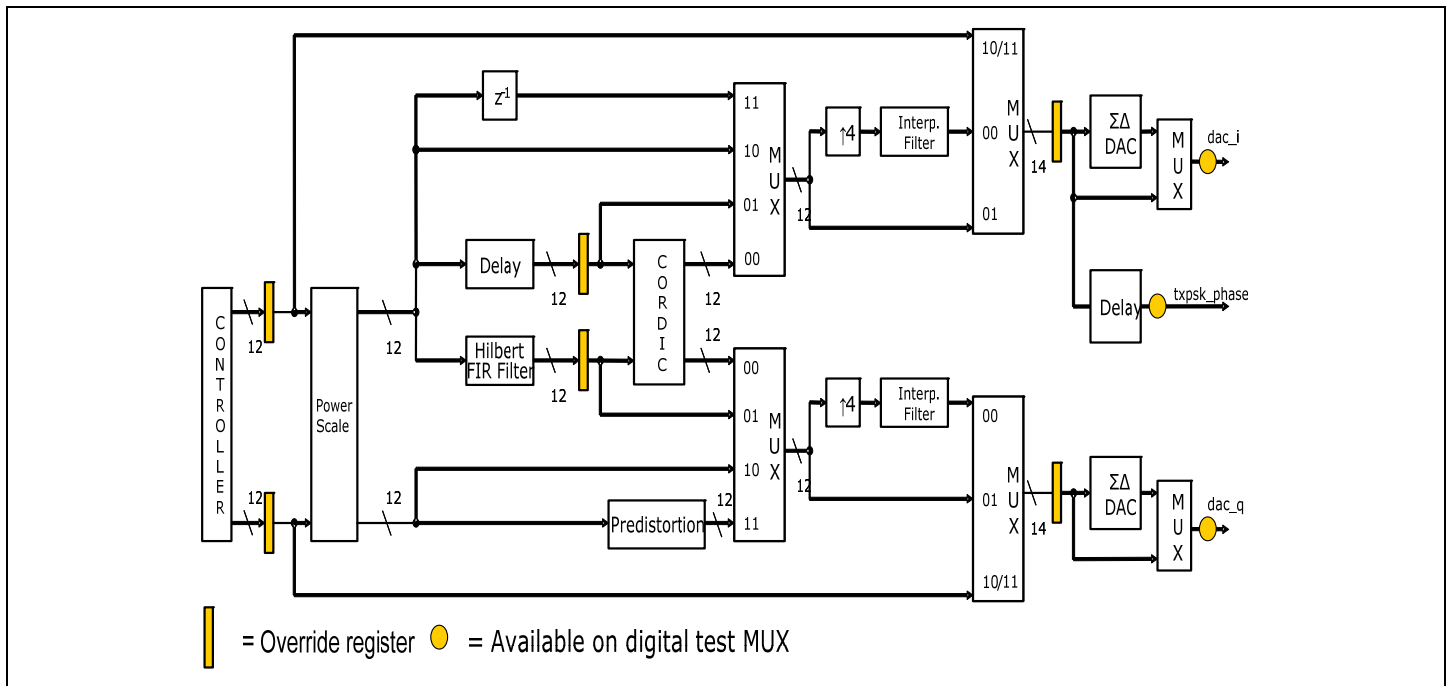 10/11
z-1
11
10
01
00
M
U
X
12
↑4
Interp.
Filter
00
01
M
U
X
14
ΣΔ
DAC
M
U
X
dac_i
Delay
txpsk_phase
Delay
12
C
O
R
D
I
C
12
12
Hilbert
FIR Filter
12
C
O
N
T
R
O
L
L
E
R
12
12
Power
Scale
12
12
00
01
10
11
M
U
X
12
Predistortion
12
↑4
Interp.
Filter
00
01
10/11
M
U
X
14
ΣΔ
DAC
M
U
X
dac_q
= Override register
= Available on digital test MUX